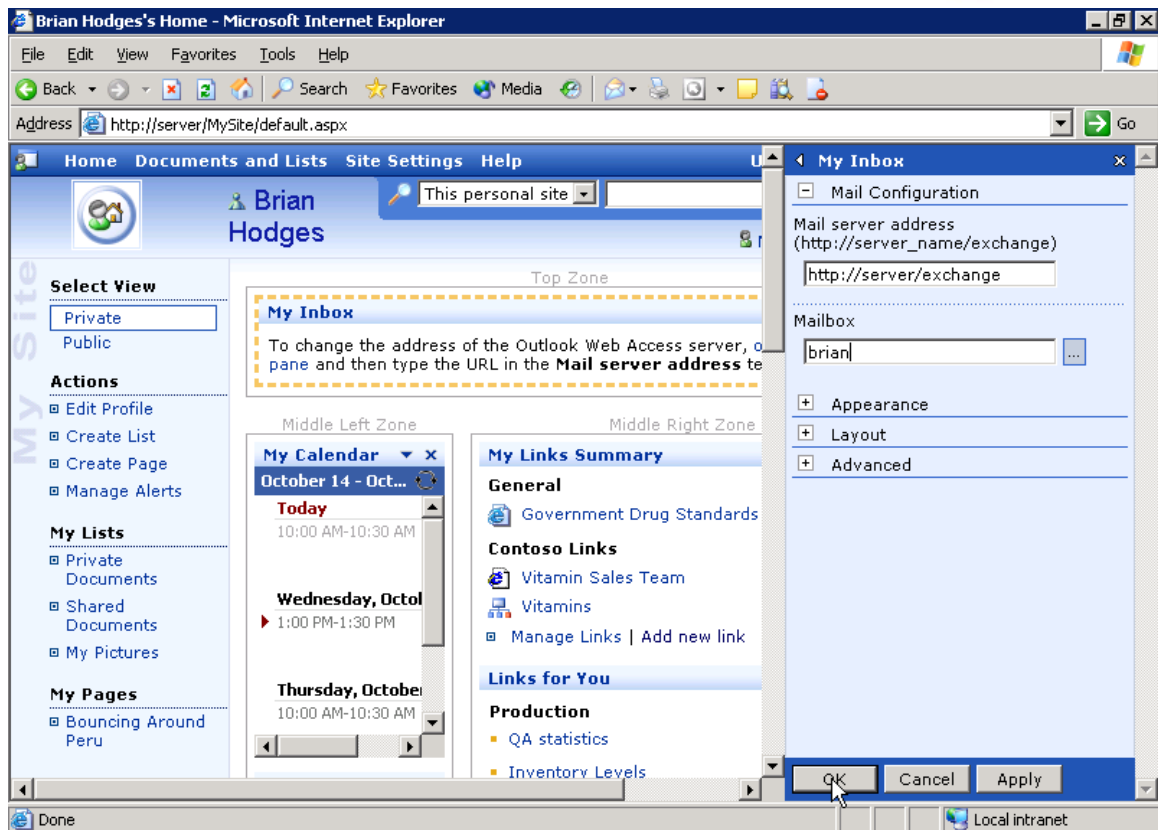 Brian Hodges's Home - Microsoft Internet Explorer
File Edit View Favorites Tools Help
Back Search Favorites Media
Address http://server/MySite/default.aspx Go
Home Documents and Lists Site Settings Help
Brian
Hodges
This personal site
My Site
Select View
Private
Public
Actions
Edit Profile
Create List
Create Page
Manage Alerts
My Lists
Private
Documents
Shared
Documents
My Pictures
My Pages
Bouncing Around
Peru
Top Zone
My Inbox
To change the address of the Outlook Web Access server, o
pane and then type the URL in the Mail server address te
Middle Left Zone
My Calendar
October 14 - Oct...
Today
10:00 AM-10:30 AM
Wednesday, Octol
1:00 PM-1:30 PM
Thursday, October
10:00 AM-10:30 AM
Middle Right Zone
My Links Summary
General
Government Drug Standards
Contoso Links
Vitamin Sales Team
Vitamins
Manage Links | Add new link
Links for You
Production
QA statistics
Inventory Levels
My Inbox
Mail Configuration
Mail server address
(http://server_name/exchange)
http://server/exchange
Mailbox
brian
...
Appearance
Layout
Advanced
OK Cancel Apply
Done Local intranet